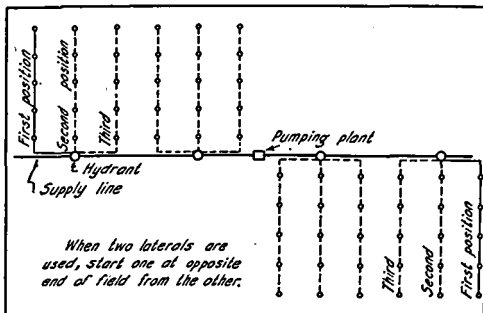 First position
Second position
Third
Pumping plant
Hydrant
Supply line
When two laterals are
used, start one at opposite
end of field from the other.
Third
Second
First position